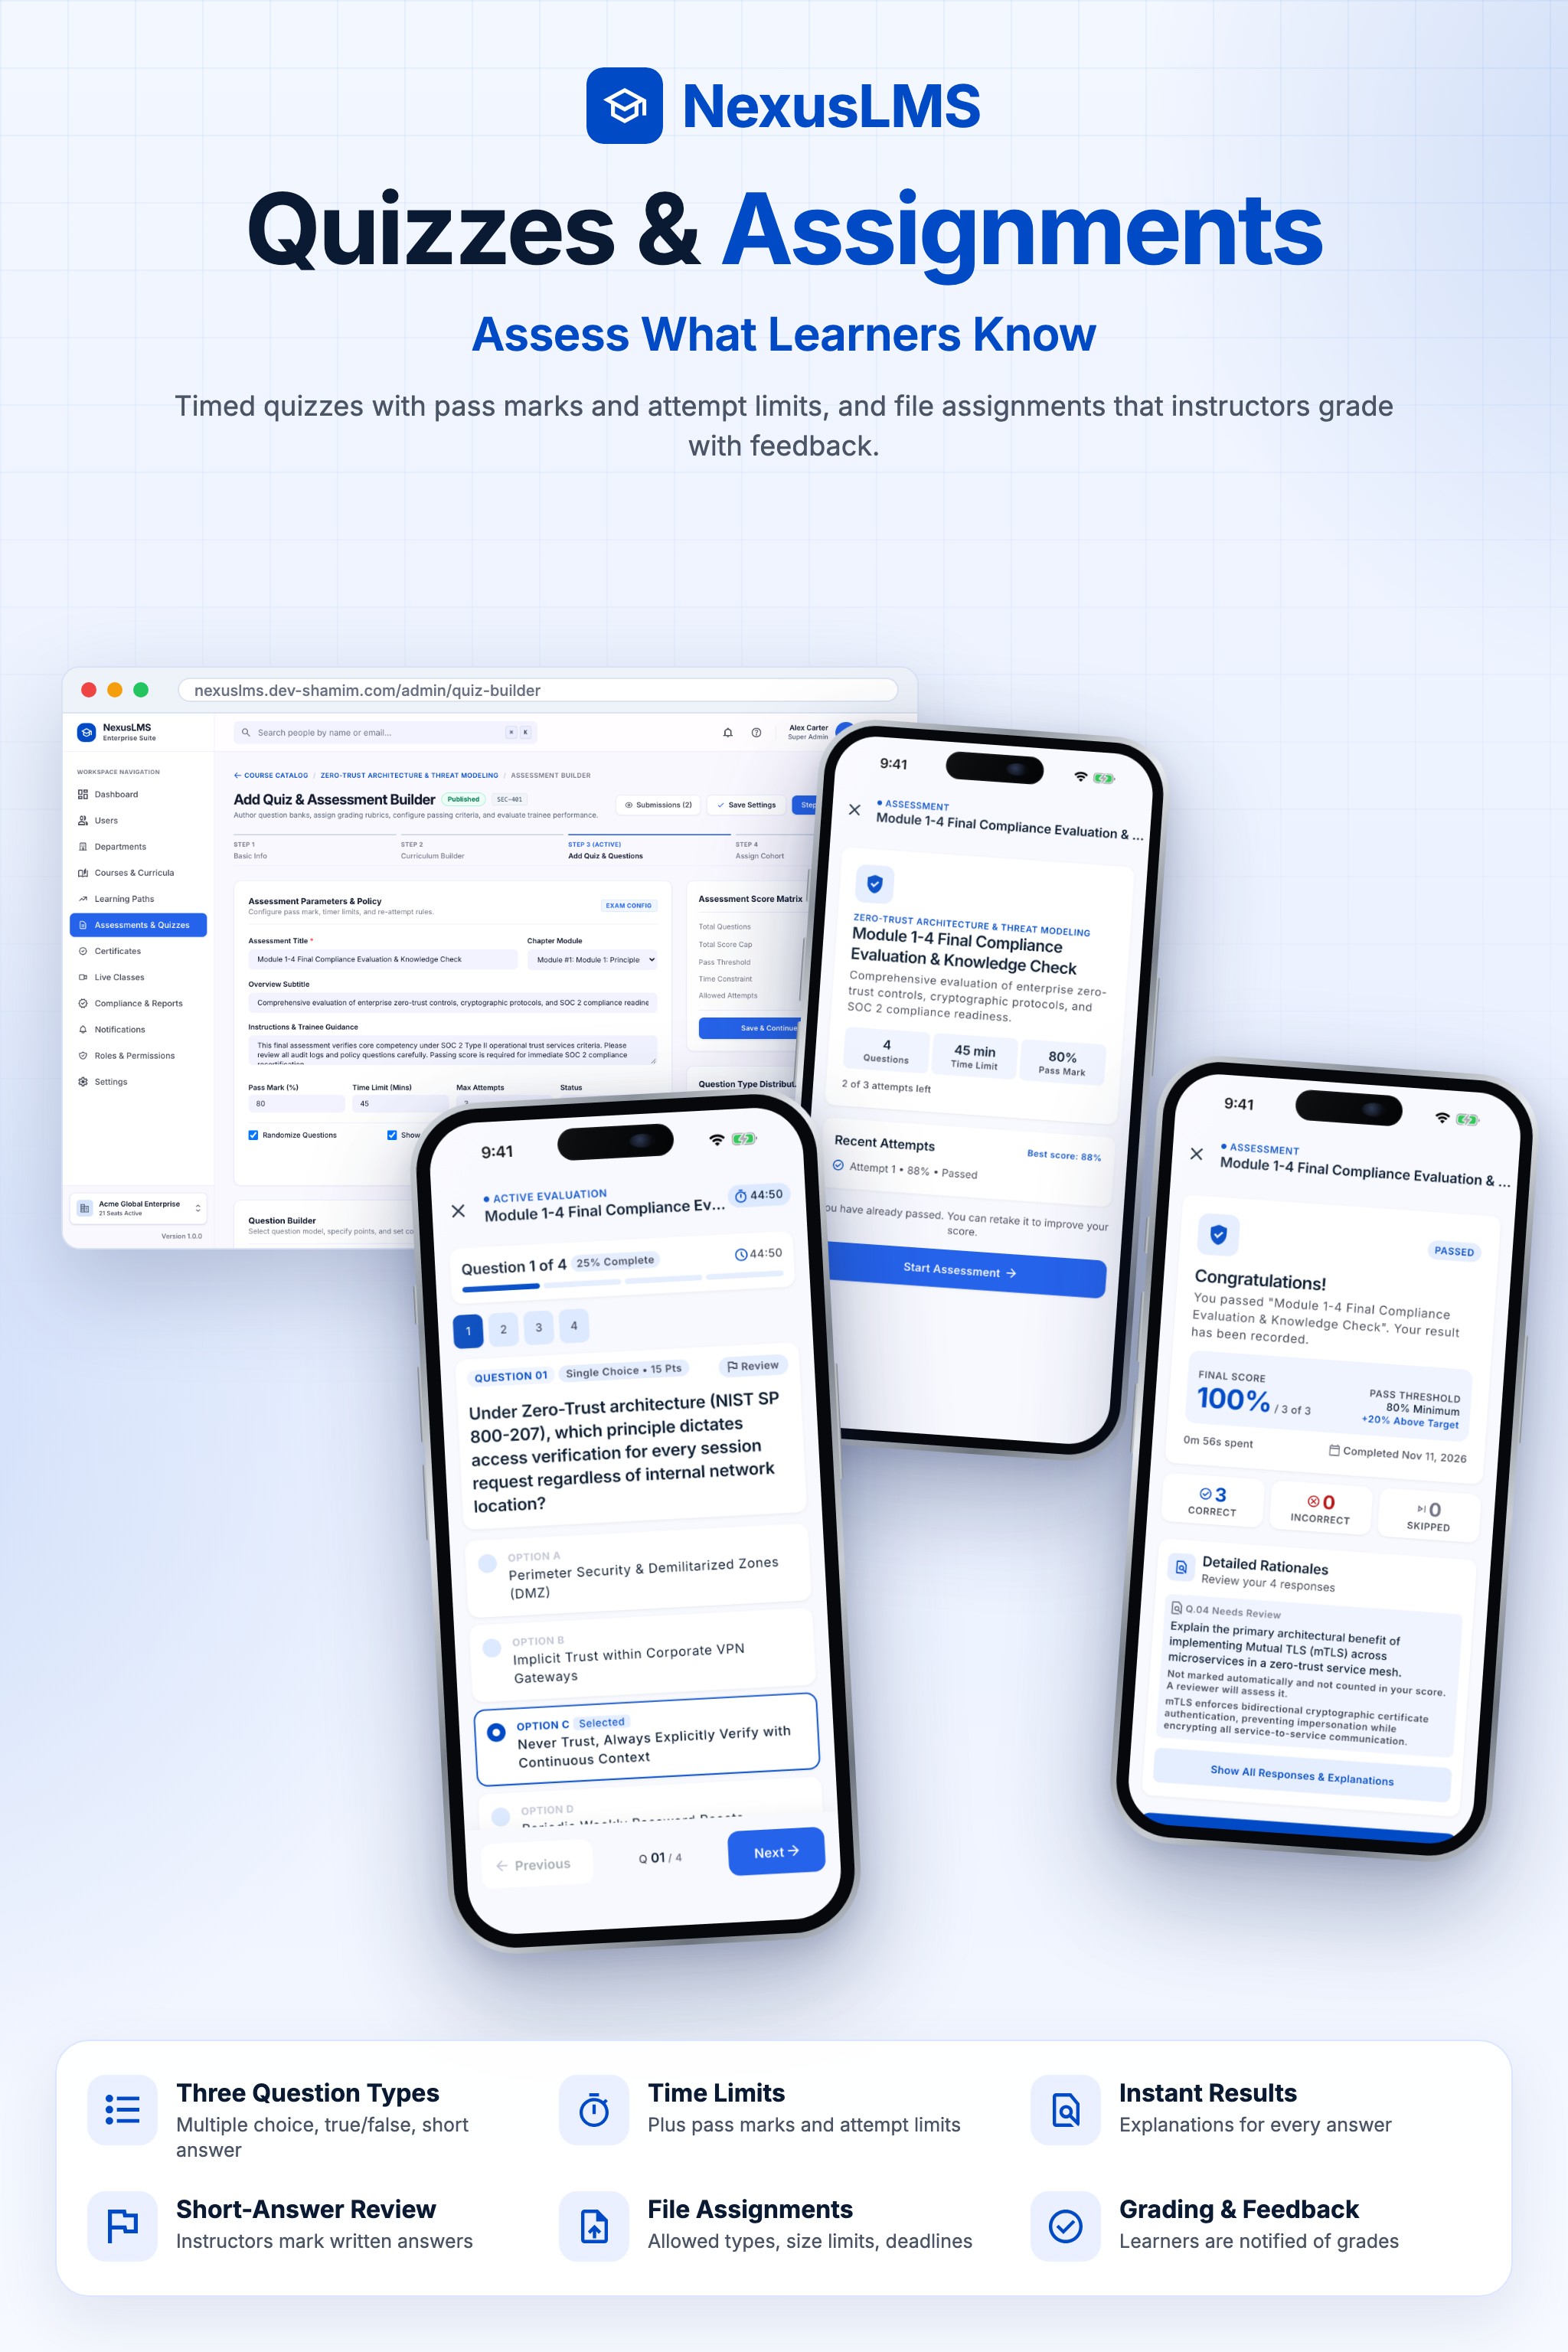 NexusLMS
Quizzes & Assignments
Assess What Learners Know
Timed quizzes with pass marks and attempt limits, and file assignments that instructors grade
with feedback.
nexuslms.dev-shamim.com/admin/quiz-builder
NexusLMS
Enterprise Suite
Search people by name or email...
K
Alex Carter
Super Admin
WORKSPACE NAVIGATION
Dashboard
Users
Departments
Courses & Curricula
Learning Paths
Assessments & Quizzes
Certificates
Live Classes
Compliance & Reports
Notifications
Roles & Permissions
Settings
Acme Global Enterprise
21 Seats Active
Version 1.0.0
← COURSE CATALOG / ZERO-TRUST ARCHITECTURE & THREAT MODELING / ASSESSMENT BUILDER
Add Quiz & Assessment Builder Published SEC-401
Author question banks, assign grading rubrics, configure passing criteria, and evaluate trainee performance.
Submissions (2) Save Settings Step
STEP 1
Basic Info
STEP 2
Curriculum Builder
STEP 3 (ACTIVE)
Add Quiz & Questions
STEP 4
Assign Cohort
Assessment Parameters & Policy
Configure pass mark, timer limits, and re-attempt rules.
EXAM CONFIG
Assessment Title *
Module 1-4 Final Compliance Evaluation & Knowledge Check
Chapter Module
Module #1: Module 1: Principle
Overview Subtitle
Comprehensive evaluation of enterprise zero-trust controls, cryptographic protocols, and SOC 2 compliance readine
Instructions & Trainee Guidance
This final assessment verifies core competency under SOC 2 Type II operational trust services criteria. Please
review all audit logs and policy questions carefully. Passing score is required for immediate SOC 2 compliance
Pass Mark (%)
80
Time Limit (Mins)
45
Max Attempts
Status
Randomize Questions
Show
Question Builder
Select question model, specify points, and set co
Assessment Score Matrix
Total Questions
Total Score Cap
Pass Threshold
Time Constraint
Allowed Attempts
Save & Continue
Question Type Distribut
9:41
ASSESSMENT
Module 1-4 Final Compliance Evaluation & ...
ZERO-TRUST ARCHITECTURE & THREAT MODELING
Module 1-4 Final Compliance
Evaluation & Knowledge Check
Comprehensive evaluation of enterprise zero-
trust controls, cryptographic protocols, and
SOC 2 compliance readiness.
4
Questions
45 min
Time Limit
80%
Pass Mark
2 of 3 attempts left
Recent Attempts
Best score: 88%
Attempt 1 • 88% • Passed
ou have already passed. You can retake it to improve your
score.
Start Assessment →
9:41
ACTIVE EVALUATION
Module 1-4 Final Compliance Ev...
44:50
Question 1 of 4 25% Complete
44:50
1 2 3 4
QUESTION 01 Single Choice • 15 Pts Review
Under Zero-Trust architecture (NIST SP
800-207), which principle dictates
access verification for every session
request regardless of internal network
location?
OPTION A
Perimeter Security & Demilitarized Zones
(DMZ)
OPTION B
Implicit Trust within Corporate VPN
Gateways
OPTION C Selected
Never Trust, Always Explicitly Verify with
Continuous Context
OPTION D
← Previous
Q 01 / 4
Next →
9:41
ASSESSMENT
Module 1-4 Final Compliance Evaluation & ...
PASSED
Congratulations!
You passed "Module 1-4 Final Compliance
Evaluation & Knowledge Check". Your result
has been recorded.
FINAL SCORE
100% / 3 of 3
PASS THRESHOLD
80% Minimum
+20% Above Target
0m 56s spent
Completed Nov 11, 2026
3
CORRECT
0
INCORRECT
0
SKIPPED
Detailed Rationales
Review your 4 responses
Q.04 Needs Review
Explain the primary architectural benefit of
implementing Mutual TLS (mTLS) across
microservices in a zero-trust service mesh.
Not marked automatically and not counted in your score.
A reviewer will assess it.
mTLS enforces bidirectional cryptographic certificate
authentication, preventing impersonation while
encrypting all service-to-service communication.
Show All Responses & Explanations
Three Question Types
Multiple choice, true/false, short
answer
Time Limits
Plus pass marks and attempt limits
Instant Results
Explanations for every answer
Short-Answer Review
Instructors mark written answers
File Assignments
Allowed types, size limits, deadlines
Grading & Feedback
Learners are notified of grades